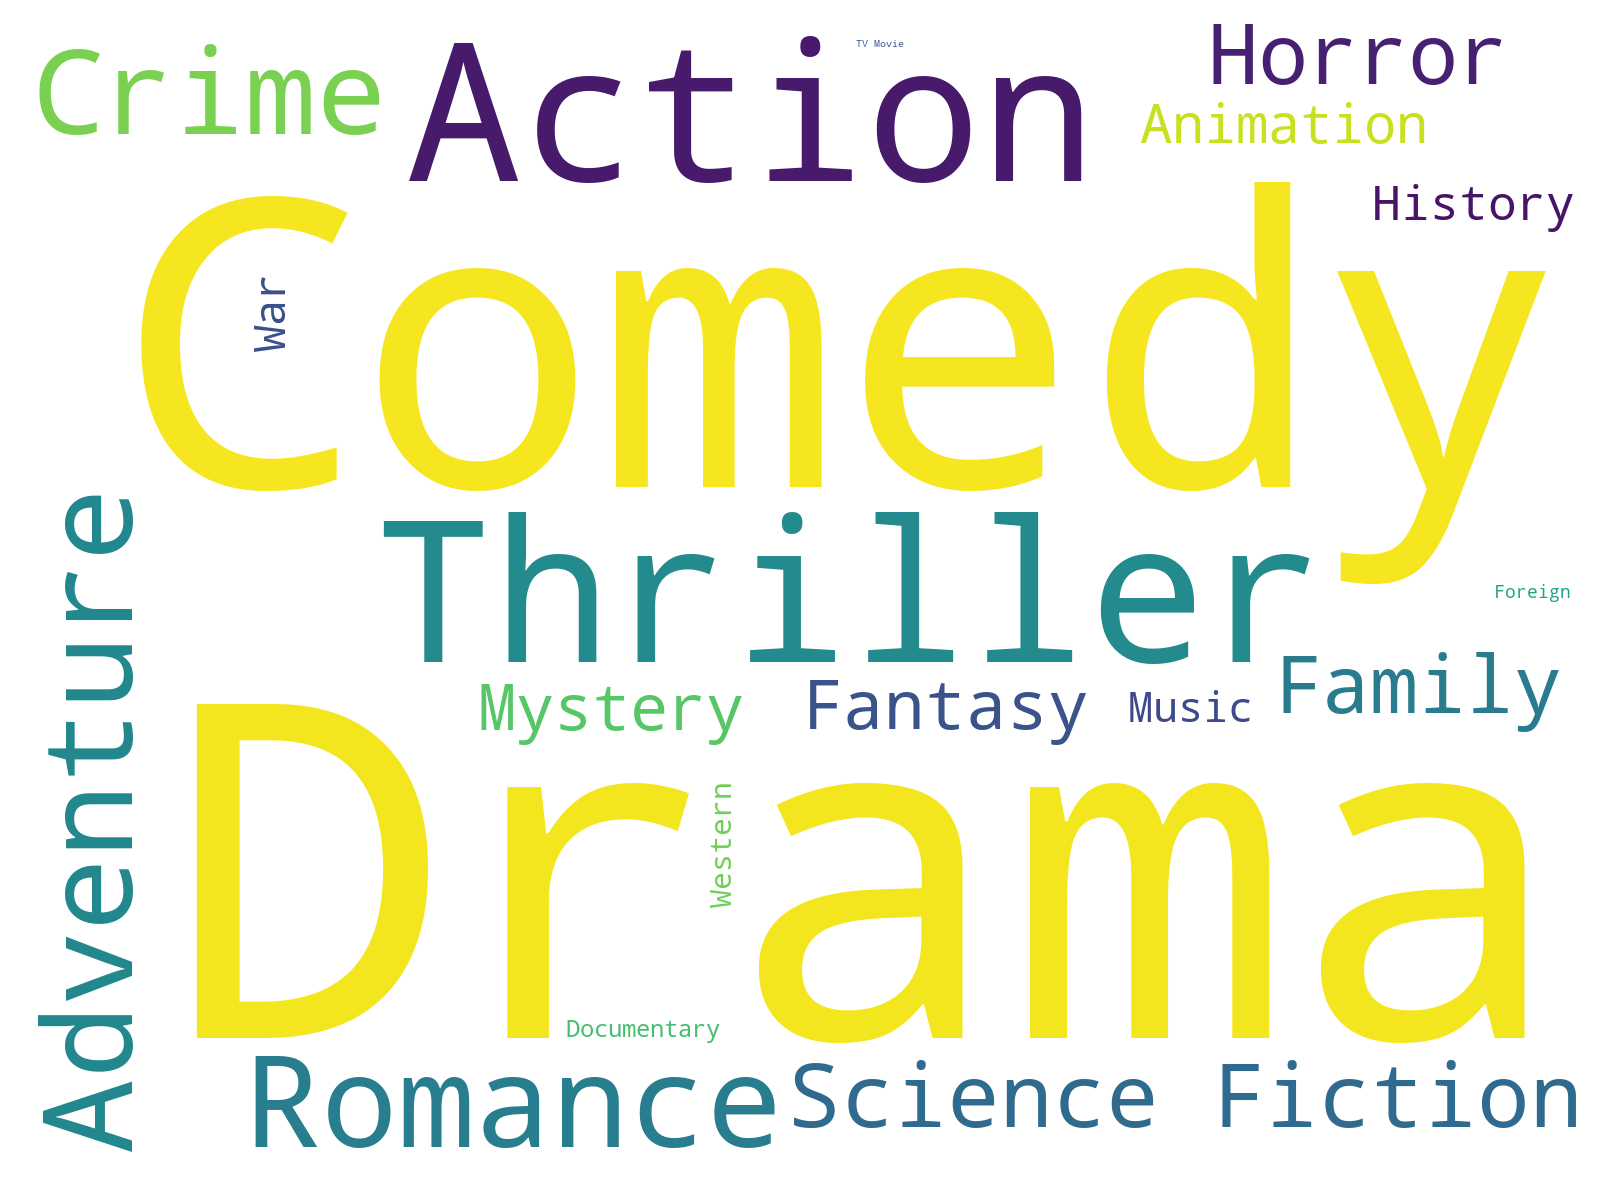 Crime
Action
TV Movie
Horror
Animation
History
Comedy
War
Thriller
Adventure
Foreign
Family
Mystery
Fantasy
Music
Drama
Western
Documentary
Romance
Science Fiction